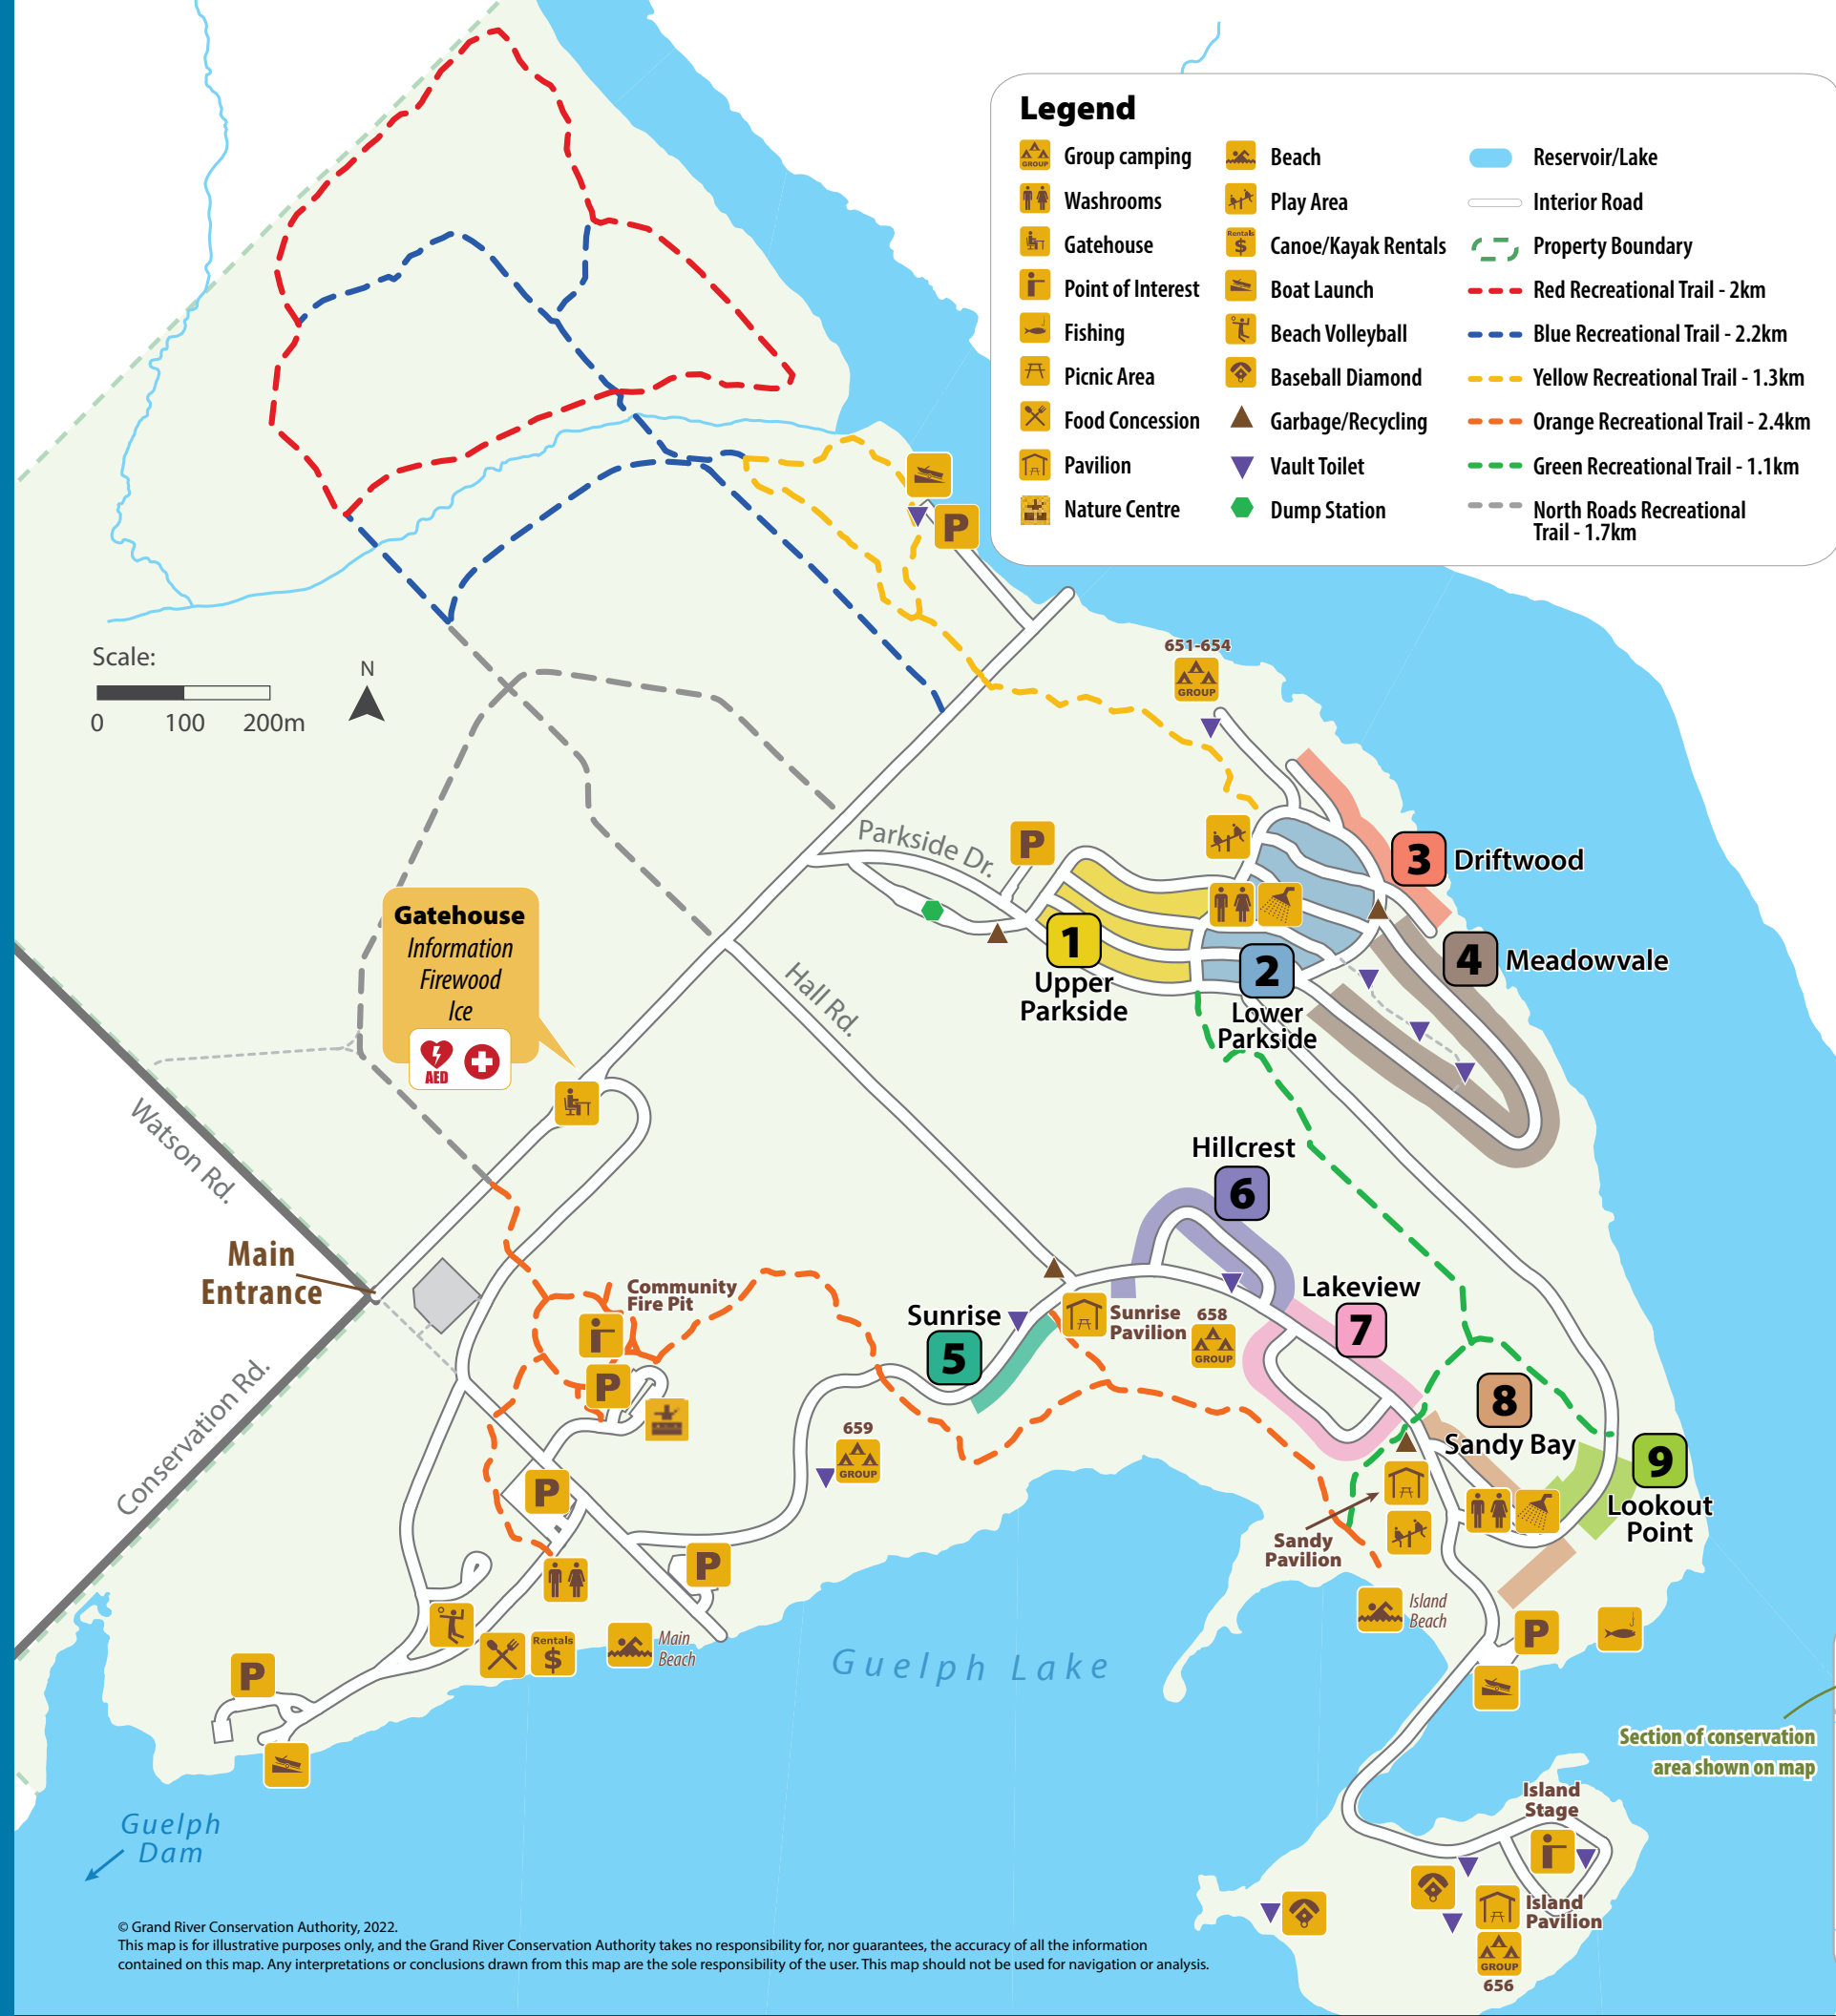 Legend
Group camping
Washrooms
Gatehouse
Point of Interest
Fishing
Picnic Area
Food Concession
Pavilion
Nature Centre
Beach
Play Area
Canoe/Kayak Rentals
Boat Launch
Beach Volleyball
Baseball Diamond
Garbage/Recycling
Vault Toilet
Dump Station
Reservoir/Lake
Interior Road
Property Boundary
Red Recreational Trail - 2km
Blue Recreational Trail - 2.2km
Yellow Recreational Trail - 1.3km
Orange Recreational Trail - 2.4km
Green Recreational Trail - 1.1km
North Roads Recreational
Trail - 1.7km
GROUP
Rentals
$
P
Scale:
0 100 200m
N
651-654
GROUP
Parkside Dr.
P
3 Driftwood
1
Upper
Parkside
2
Lower
Parkside
4 Meadowvale
Gatehouse
Information
Firewood
Ice
AED
Hall Rd.
Watson Rd.
Main
Entrance
Conservation Rd.
Hillcrest
6
Community
Fire Pit
P
Sunrise
5
Sunrise
Pavilion
658
GROUP
Lakeview
7
8
Sandy Bay
9
Lookout
Point
659
GROUP
P
P
Sandy
Pavilion
Island
Beach
Rentals
$
Main
Beach
P
P
Guelph Lake
Section of conservation
area shown on map
Guelph
Dam
Island
Stage
Island
Pavilion
GROUP
656
© Grand River Conservation Authority, 2022.
This map is for illustrative purposes only, and the Grand River Conservation Authority takes no responsibility for, nor guarantees, the accuracy of all the information
contained on this map. Any interpretations or conclusions drawn from this map are the sole responsibility of the user. This map should not be used for navigation or analysis.